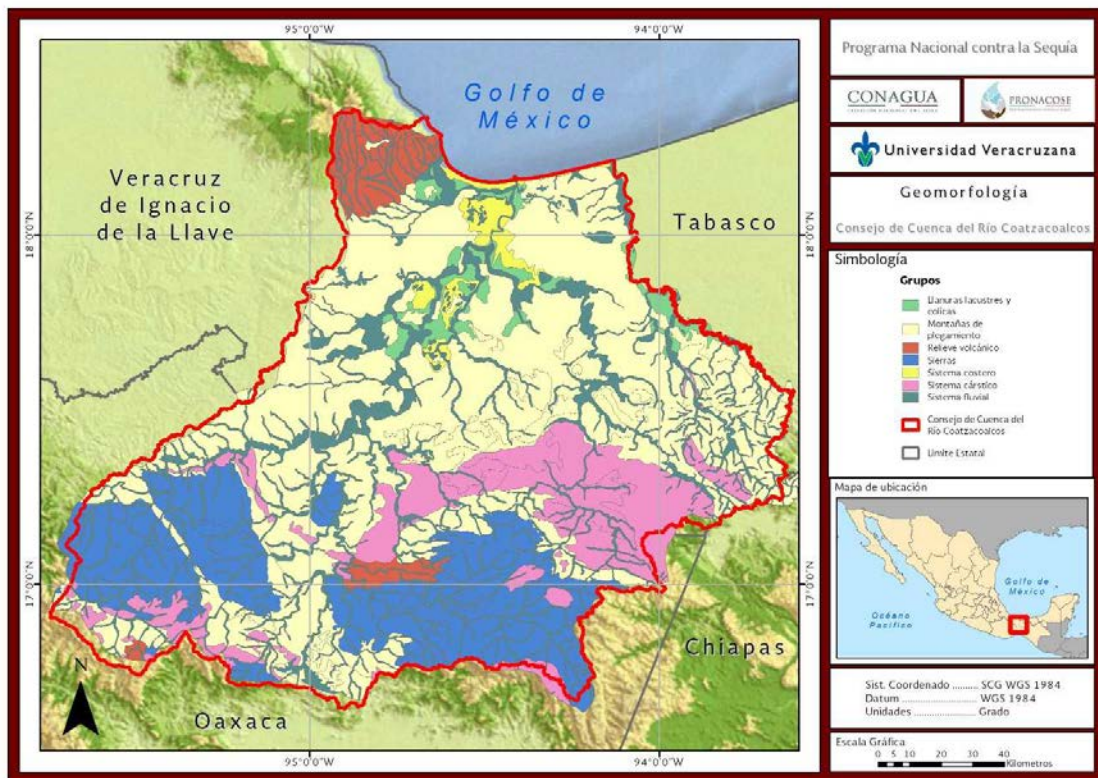 95°0'0"W
94°0'0"W
Golfo de
México
Veracruz
de Ignacio
de la Llave
Tabasco
18°0'0"N
18°0'0"N
17°0'0"N
17°0'0"N
Chiapas
Oaxaca
N
95°0'0"W
94°0'0"W
Programa Nacional contra la Sequía
CONAGUA
PRONACOSE
Universidad Veracruzana
Geomorfología
Consejo de Cuenca del Río Coatzacoalcos
Simbología
Grupos
Llanuras lacustres y
eólicas
Montañas de
plegamiento
Relieve volcánico
Sierras
Sistema costero
Sistema cárstico
Sistema fluvial
Consejo de Cuenca del
Río Coatzacoalcos
Límite Estatal
Mapa de ubicación
Golfo de
México
Océano
Pacífico
Sist. Coordenado .......... SCG WGS 1984
Datum .......................... WGS 1984
Unidades ...................... Grado
Escala Gráfica
0 5 10 20 30 40
Kilometros